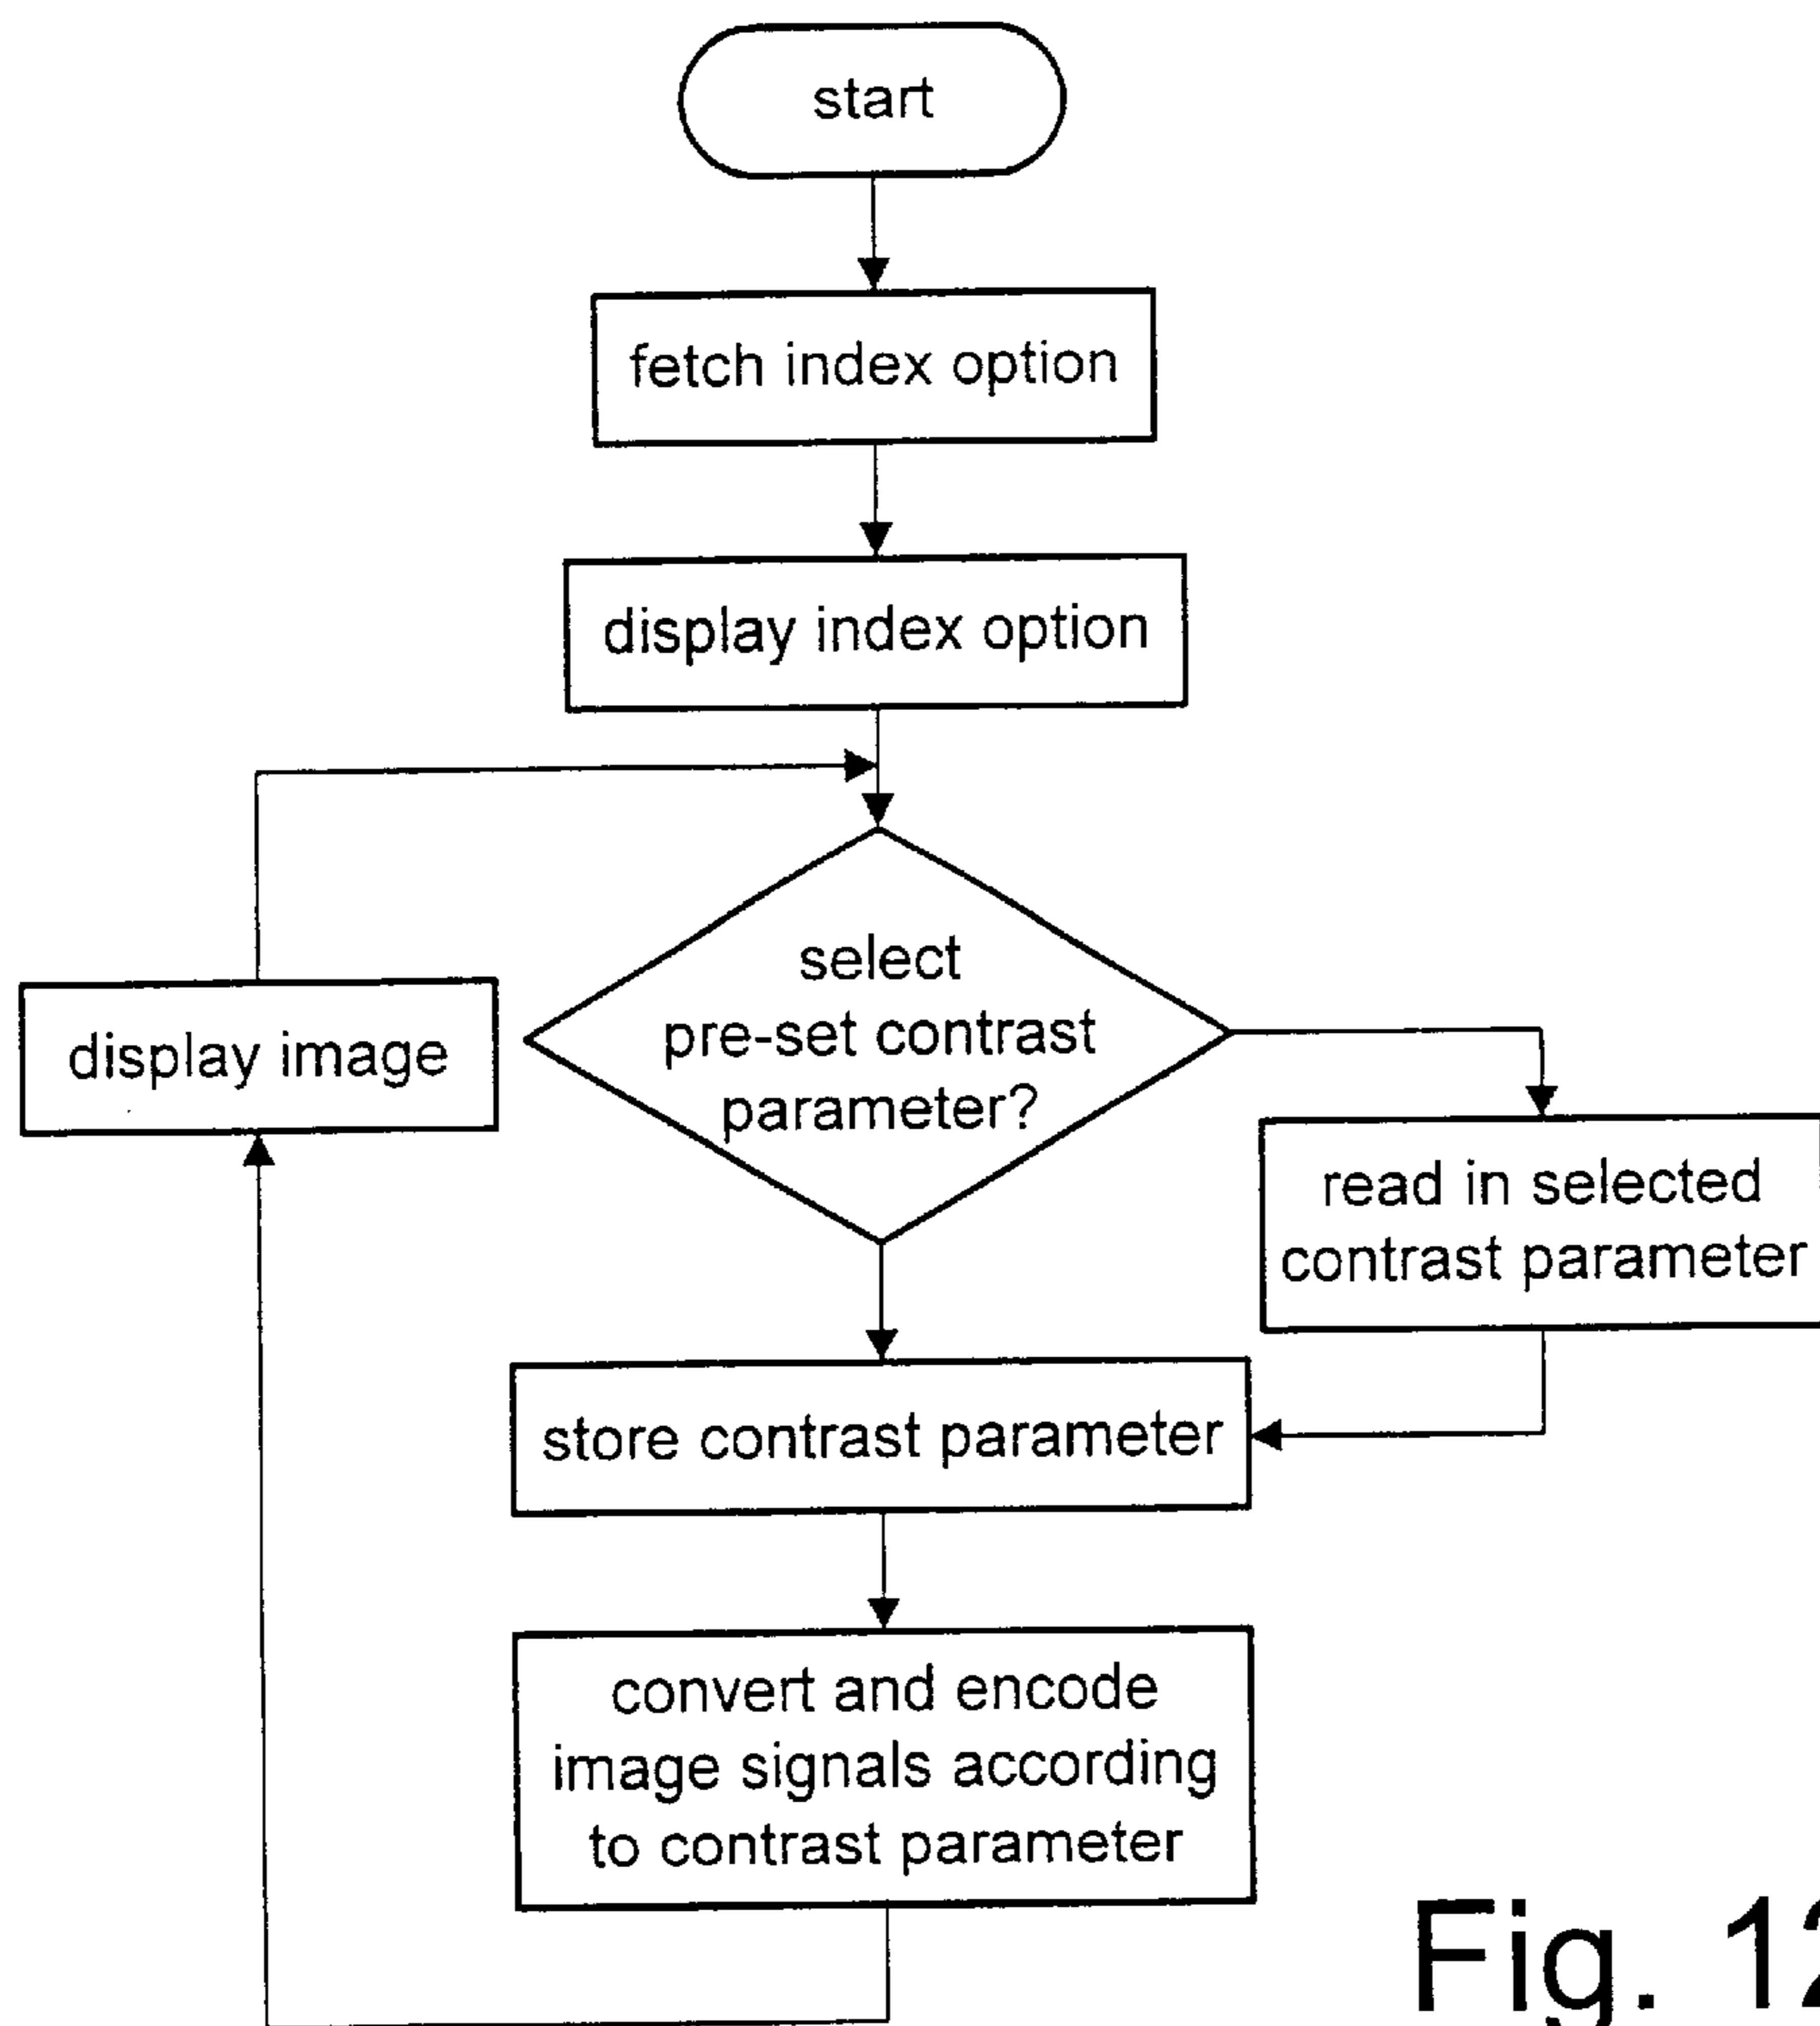 start
fetch index option
display index option
select
pre-set contrast
parameter?
display image
read in selected
contrast parameter
store contrast parameter
convert and encode
image signals according
to contrast parameter
Fig. 12